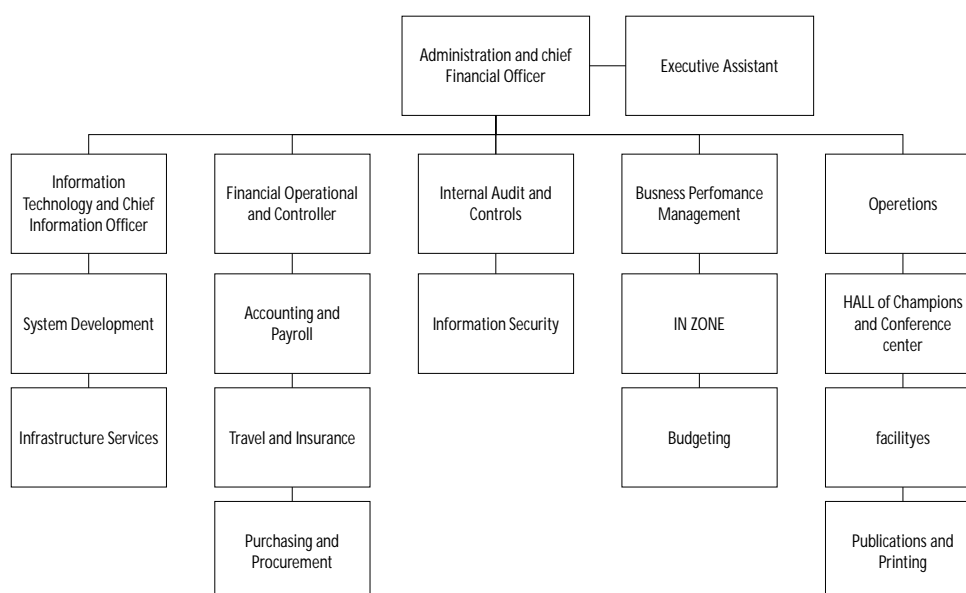 Administration and chief
Financial Officer
Executive Assistant
Information
Technology and Chief
Information Officer
Financial Operational
and Controller
Internal Audit and
Controls
Busness Perfomance
Management
Operetions
System Development
Accounting and
Payroll
Information Security
IN ZONE
HALL of Champions
and Conference
center
Infrastructure Services
Travel and Insurance
Budgeting
facilityes
Purchasing and
Procurement
Publications and
Printing